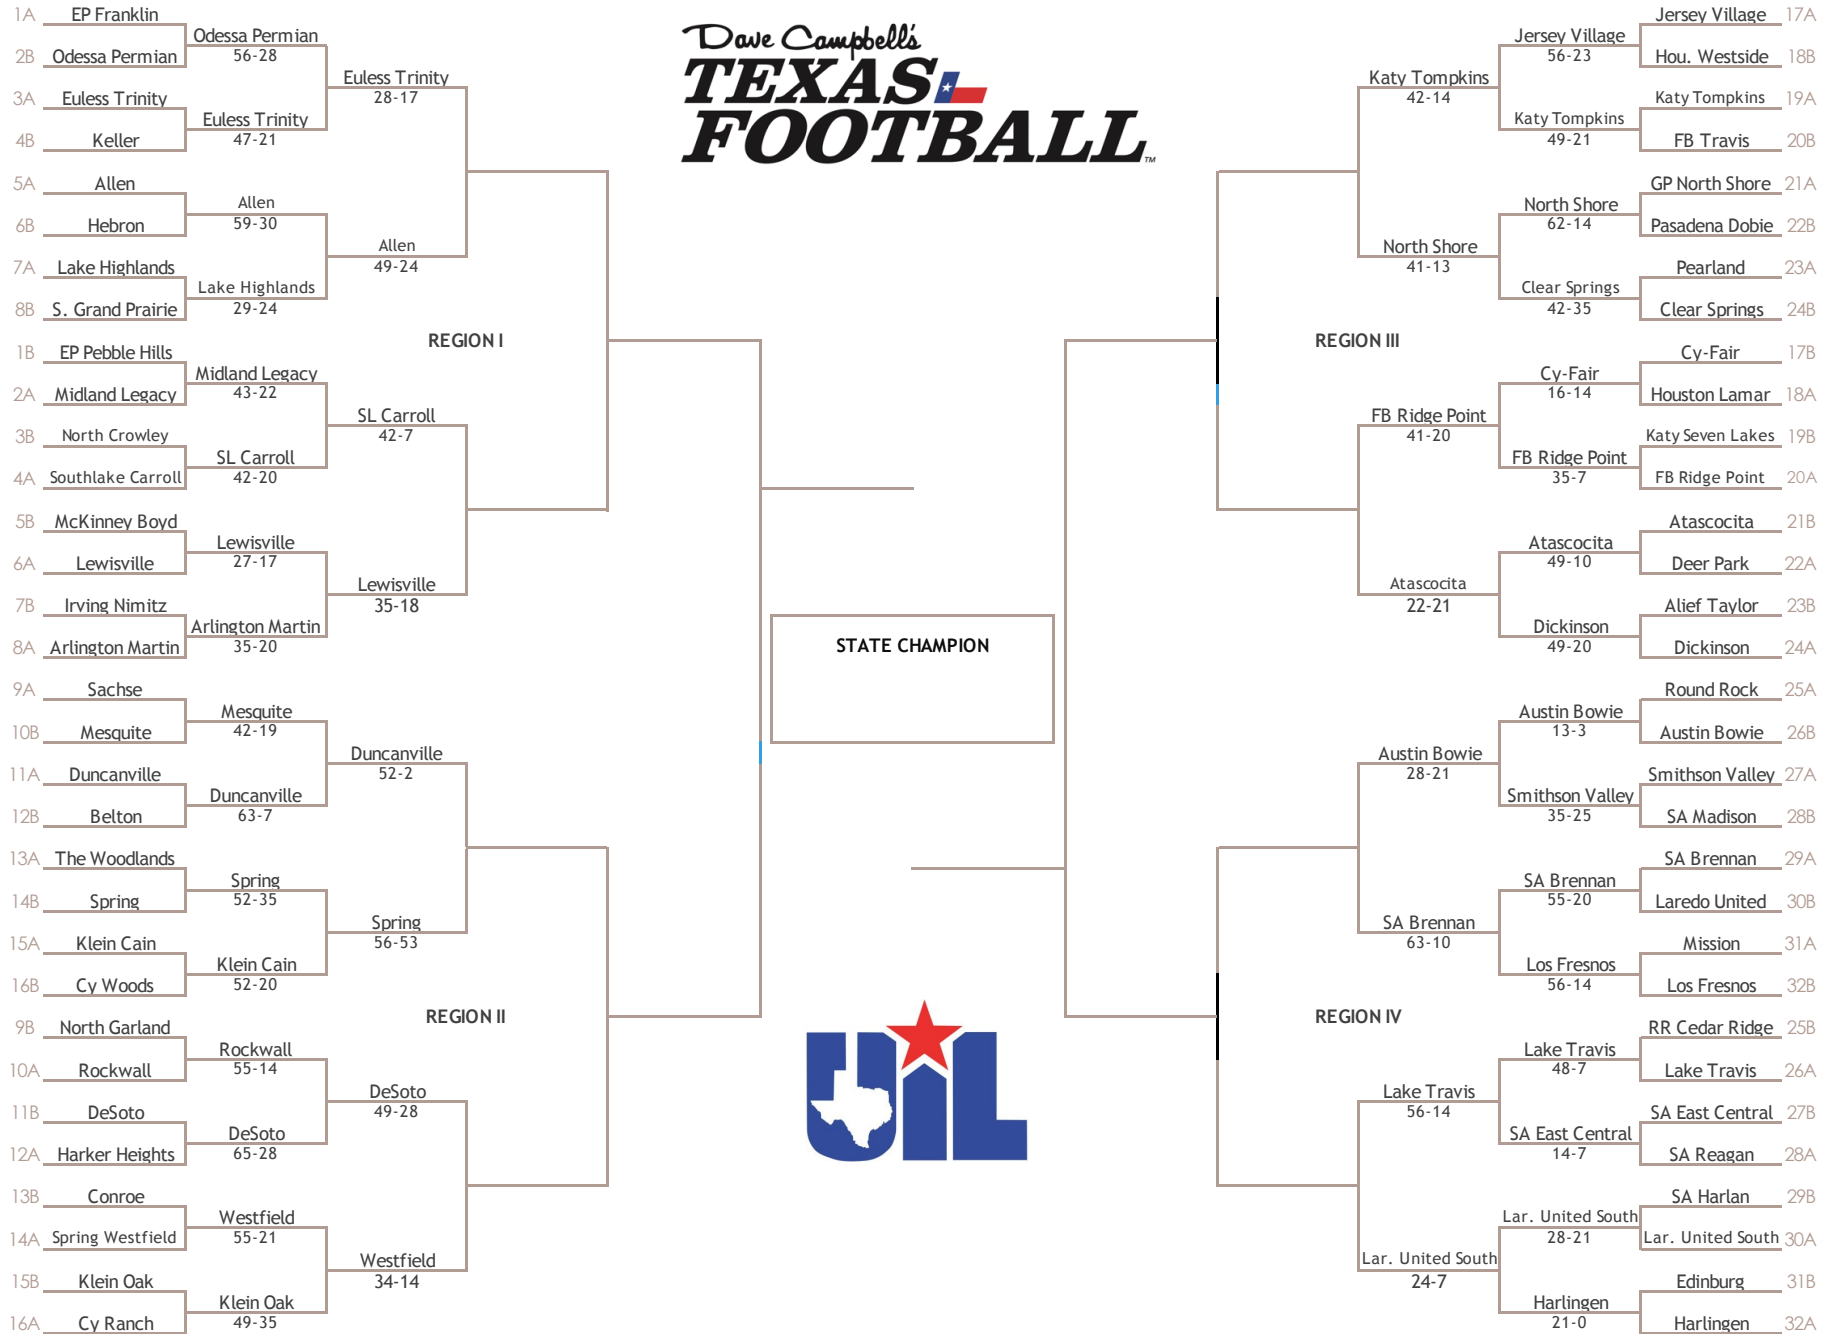 Dave Campbell's
TEXAS
FOOTBALL™
1A EP Franklin
2B Odessa Permian
3A Euless Trinity
4B Keller
5A Allen
6B Hebron
7A Lake Highlands
8B S. Grand Prairie
1B EP Pebble Hills
2A Midland Legacy
3B North Crowley
4A Southlake Carroll
5B McKinney Boyd
6A Lewisville
7B Irving Nimitz
8A Arlington Martin
9A Sachse
10B Mesquite
11A Duncanville
12B Belton
13A The Woodlands
14B Spring
15A Klein Cain
16B Cy Woods
9B North Garland
10A Rockwall
11B DeSoto
12A Harker Heights
13B Conroe
14A Spring Westfield
15B Klein Oak
16A Cy Ranch
Odessa Permian
56-28
Euless Trinity
47-21
Allen
59-30
Lake Highlands
29-24
Midland Legacy
43-22
SL Carroll
42-20
Lewisville
27-17
Arlington Martin
35-20
Mesquite
42-19
Duncanville
63-7
Spring
52-35
Klein Cain
52-20
Rockwall
55-14
DeSoto
65-28
Westfield
55-21
Klein Oak
49-35
Euless Trinity
28-17
Allen
49-24
SL Carroll
42-7
Lewisville
35-18
Duncanville
52-2
Spring
56-53
DeSoto
49-28
Westfield
34-14
REGION I
REGION II
STATE CHAMPION
UIL
REGION III
REGION IV
Katy Tompkins
42-14
North Shore
41-13
FB Ridge Point
41-20
Atascocita
22-21
Austin Bowie
28-21
SA Brennan
63-10
Lake Travis
56-14
Lar. United South
24-7
Jersey Village
56-23
Katy Tompkins
49-21
North Shore
62-14
Clear Springs
42-35
Cy-Fair
16-14
FB Ridge Point
35-7
Atascocita
49-10
Dickinson
49-20
Austin Bowie
13-3
Smithson Valley
35-25
SA Brennan
55-20
Los Fresnos
56-14
Lake Travis
48-7
SA East Central
14-7
Lar. United South
28-21
Harlingen
21-0
Jersey Village 17A
Hou. Westside 18B
Katy Tompkins 19A
FB Travis 20B
GP North Shore 21A
Pasadena Dobie 22B
Pearland 23A
Clear Springs 24B
Cy-Fair 17B
Houston Lamar 18A
Katy Seven Lakes 19B
FB Ridge Point 20A
Atascocita 21B
Deer Park 22A
Alief Taylor 23B
Dickinson 24A
Round Rock 25A
Austin Bowie 26B
Smithson Valley 27A
SA Madison 28B
SA Brennan 29A
Laredo United 30B
Mission 31A
Los Fresnos 32B
RR Cedar Ridge 25B
Lake Travis 26A
SA East Central 27B
SA Reagan 28A
SA Harlan 29B
Lar. United South 30A
Edinburg 31B
Harlingen 32A